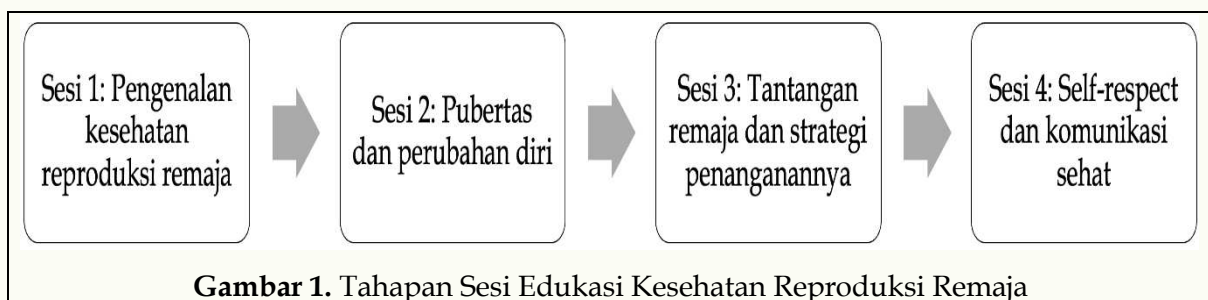 Sesi 1: Pengenalan
kesehatan
reproduksi remaja
Sesi 2: Pubertas
dan perubahan diri
Sesi 3: Tantangan
remaja dan strategi
penanganannya
Sesi 4: Self-respect
dan komunikasi
sehat
Gambar 1. Tahapan Sesi Edukasi Kesehatan Reproduksi Remaja